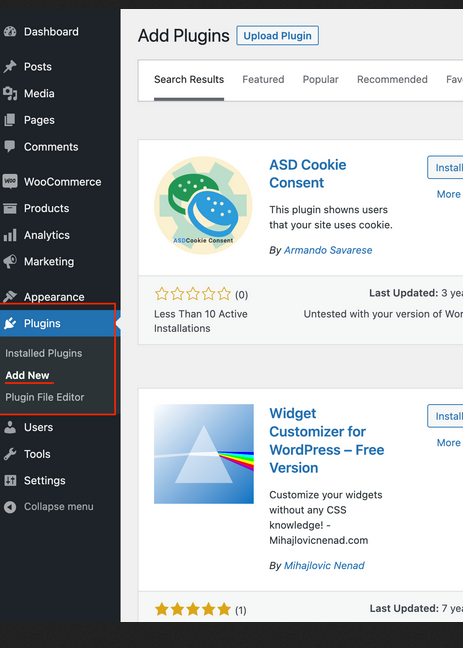 Dashboard
Posts
Media
Pages
Comments
WOO
WooCommerce
Products
Analytics
Marketing
Appearance
Plugins
Installed Plugins
Add New
Plugin File Editor
Users
Tools
Settings
Collapse menu
Add Plugins
Upload Plugin
Search Results
Featured
Popular
Recommended
Fav
ASDCookie Consent
ASD Cookie
Consent
This plugin showns users
that your site uses cookie.
By Armando Savarese
Install
More
(0)
Less Than 10 Active
Installations
Last Updated: 3 yea
Untested with your version of Wor
Widget
Customizer for
WordPress – Free
Version
Customize your widgets
without any CSS
knowledge! -
Mihajlovicnenad.com
By Mihajlovic Nenad
Install
More
(1)
Last Updated: 7 yea